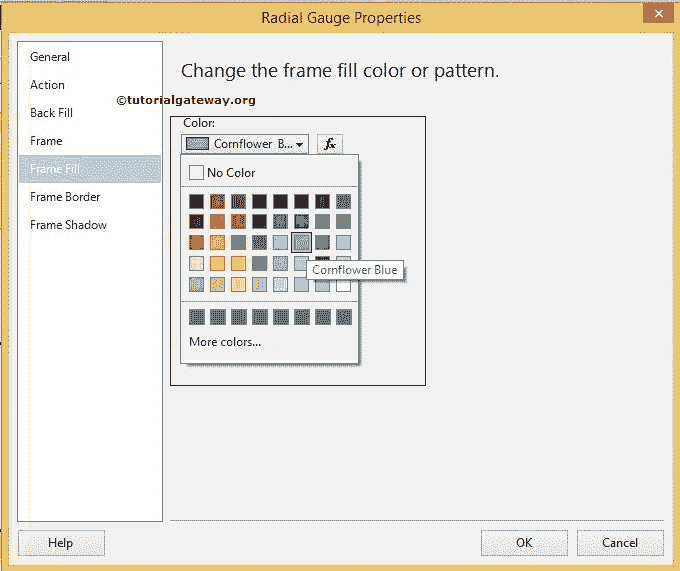 Radial Gauge Properties
General
Action
Back Fill
Frame
Frame Fill
Frame Border
Frame Shadow
Change the frame fill color or pattern.
©tutorialgateway.org
Color:
Cornflower B...
fx
No Color
Cornflower Blue
More colors...
Help
OK
Cancel